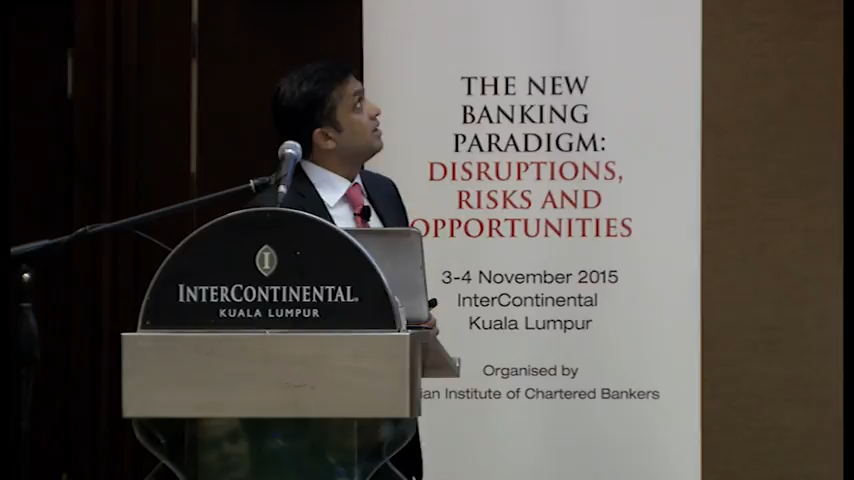 THE NEW
BANKING
PARADIGM:
DISRUPTIONS,
RISKS AND
OPPORTUNITIES
3-4 November 2015
InterContinental
Kuala Lumpur
Organised by
Institute of Chartered Bankers
I
INTERCONTINENTAL.
KUALA LUMPUR